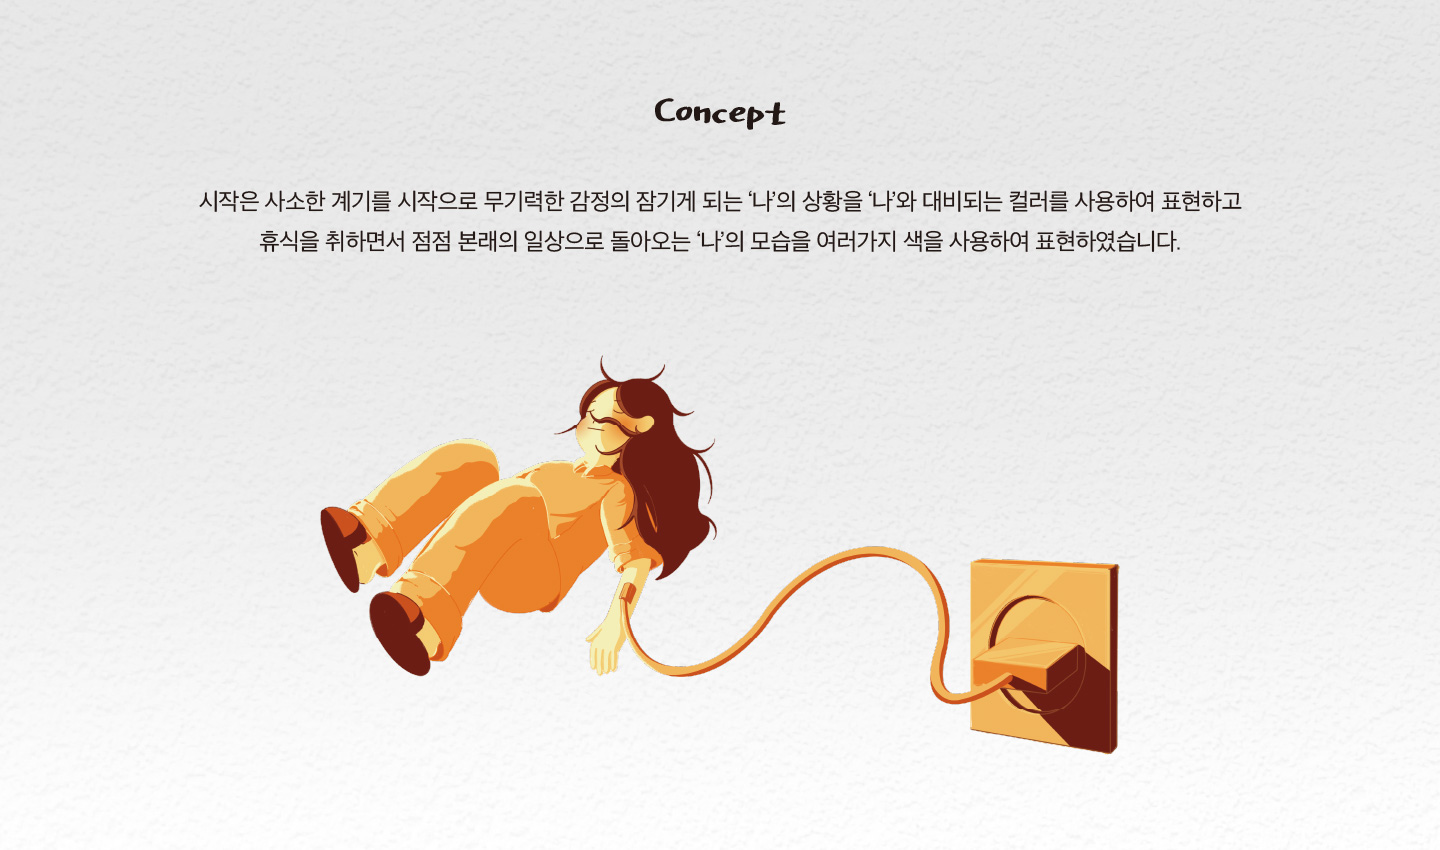 Concept
시작은 사소한 계기를 시작으로 무기력한 감정의 잠기게 되는 ‘나’의 상황을 ‘나’와 대비되는 컬러를 사용하여 표현하고
휴식을 취하면서 점점 본래의 일상으로 돌아오는 ‘나’의 모습을 여러가지 색을 사용하여 표현하였습니다.